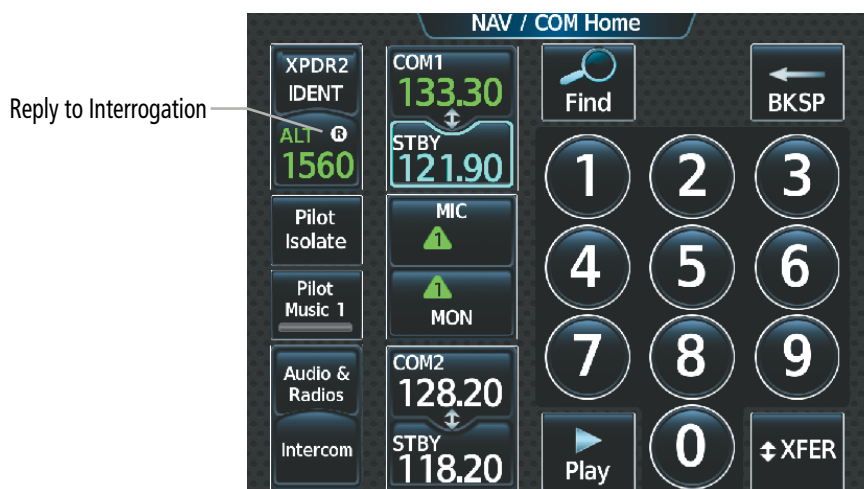 NAV / COM Home
Reply to Interrogation
XPDR2
IDENT
ALT R
1560
Pilot
Isolate
Pilot
Music 1
Audio &
Radios
Intercom
COM1
133.30
STBY
121.90
MIC
1
1
MON
COM2
128.20
STBY
118.20
Find
BKSP
1 2 3
4 5 6
7 8 9
Play
0
XFER